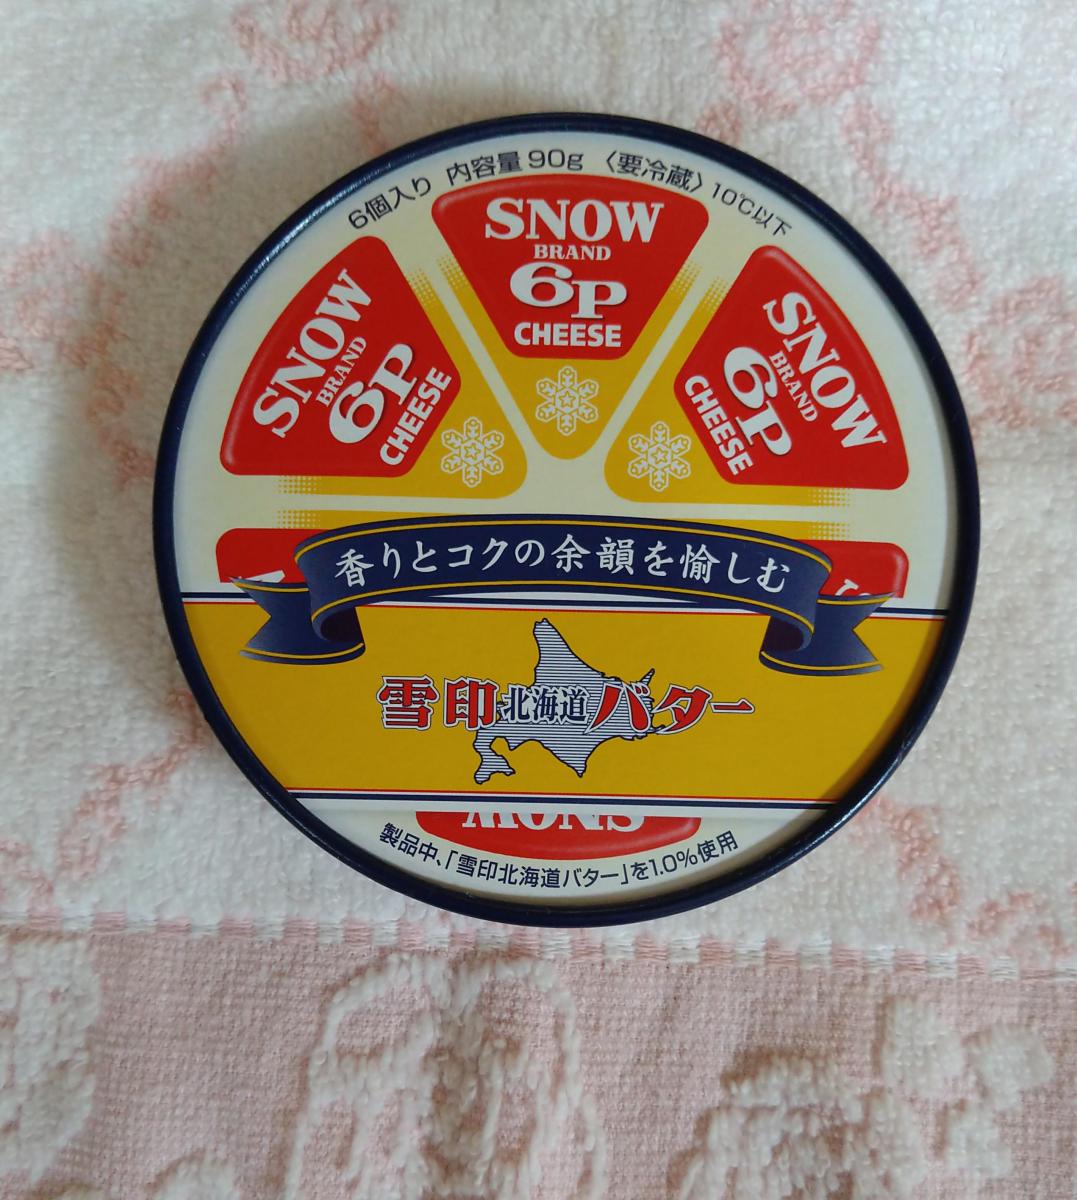 6個入り 内容量90g 〈要冷蔵〉10℃以下
SNOW
BRAND
6P
CHEESE
SNOW
BRAND
6P
CHEESE
SNOW
BRAND
6P
CHEESE
香りとコクの余韻を愉しむ
雪印北海道バター
SNOW
製品中、「雪印北海道バター」を1.0%使用